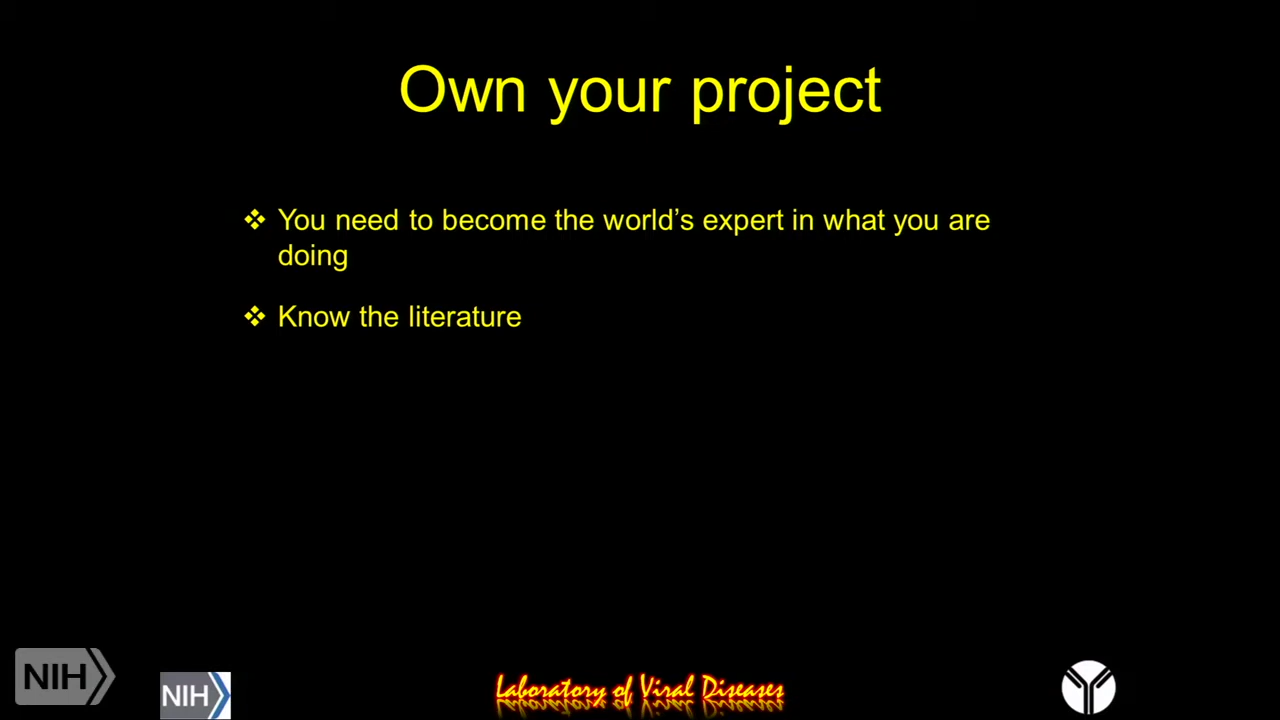 Own your project
❖ You need to become the world's expert in what you are
doing
❖ Know the literature
NIH
NIH
Laboratory of Viral Diseases